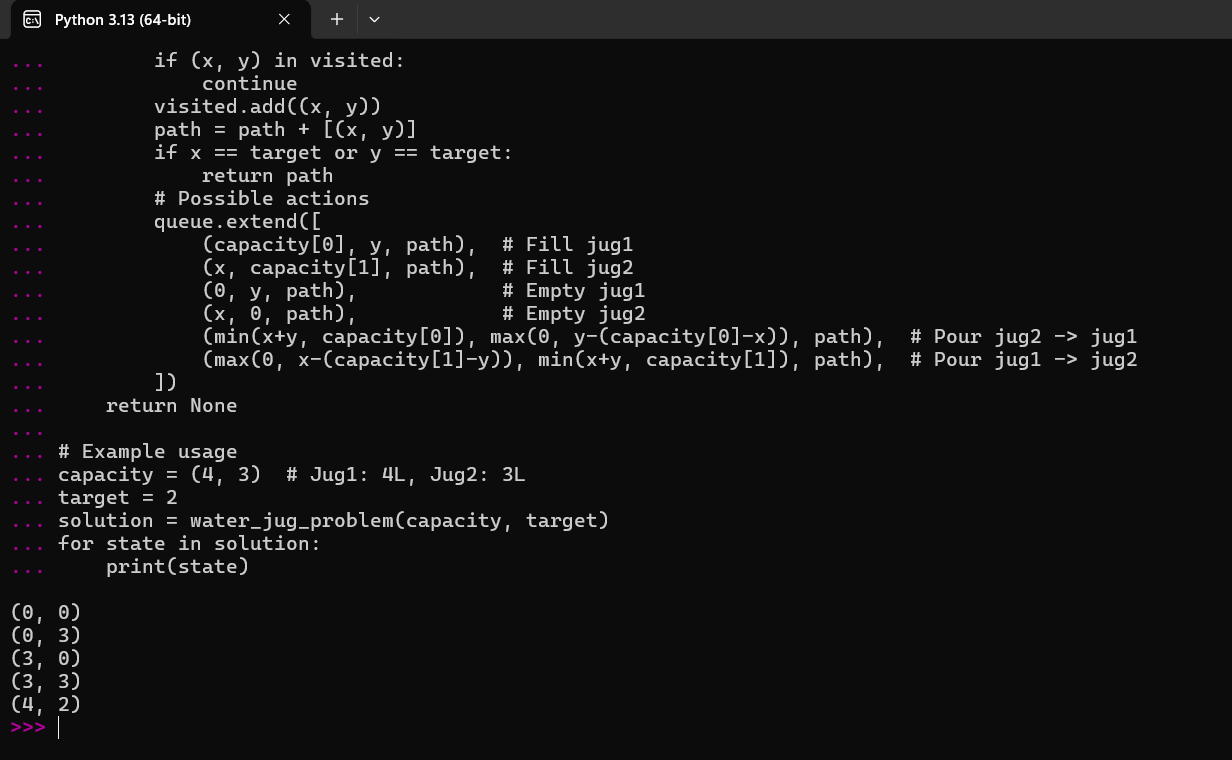 Python 3.13 (64-bit)
...         if (x, y) in visited:
...             continue
...         visited.add((x, y))
...         path = path + [(x, y)]
...         if x == target or y == target:
...             return path
...         # Possible actions
...         queue.extend([
...             (capacity[0], y, path),  # Fill jug1
...             (x, capacity[1], path),  # Fill jug2
...             (0, y, path),            # Empty jug1
...             (x, 0, path),            # Empty jug2
...             (min(x+y, capacity[0]), max(0, y-(capacity[0]-x)), path),  # Pour jug2 -> jug1
...             (max(0, x-(capacity[1]-y)), min(x+y, capacity[1]), path),  # Pour jug1 -> jug2
...         ])
...     return None
...
... # Example usage
... capacity = (4, 3)  # Jug1: 4L, Jug2: 3L
... target = 2
... solution = water_jug_problem(capacity, target)
... for state in solution:
...     print(state)
(0, 0)
(0, 3)
(3, 0)
(3, 3)
(4, 2)
>>>